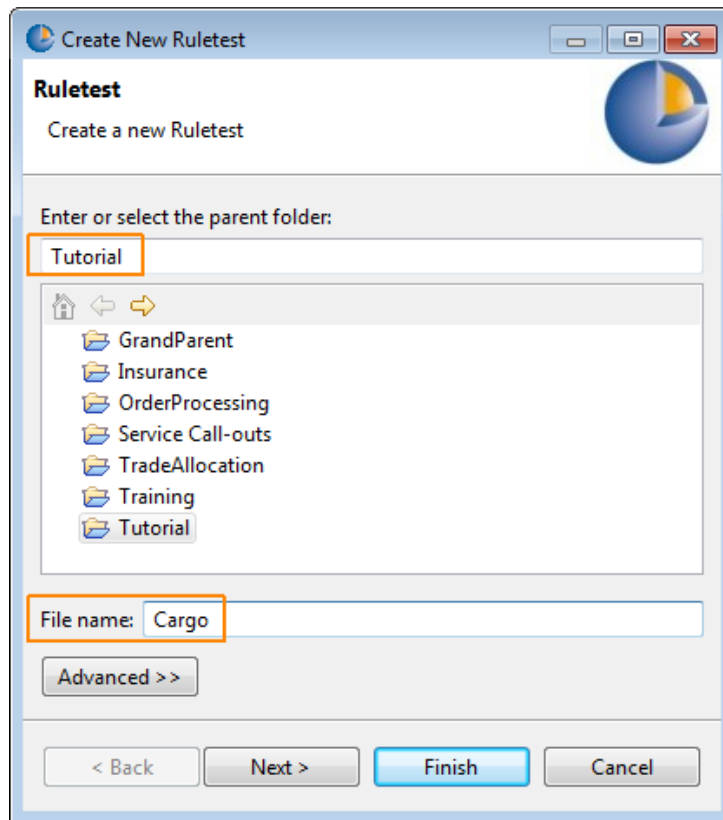 Create New Ruletest
Ruletest
Create a new Ruletest
Enter or select the parent folder:
Tutorial
GrandParent
Insurance
OrderProcessing
Service Call-outs
TradeAllocation
Training
Tutorial
File name: Cargo
Advanced >>
< Back Next > Finish Cancel